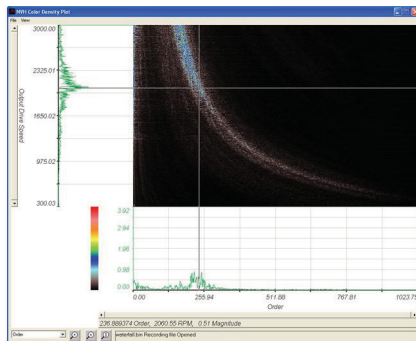 NVH Color Density Plot
File View
3000.00
2325.01
1650.02
975.02
300.03
Output Drive Speed
3.92
2.94
1.96
0.98
0.00
0.00 255.94 511.88 767.81 1023.75
Order
236.889374 Order, 2060.55 RPM, 0.51 Magnitude
Order
waterfall.bin Recording file Opened